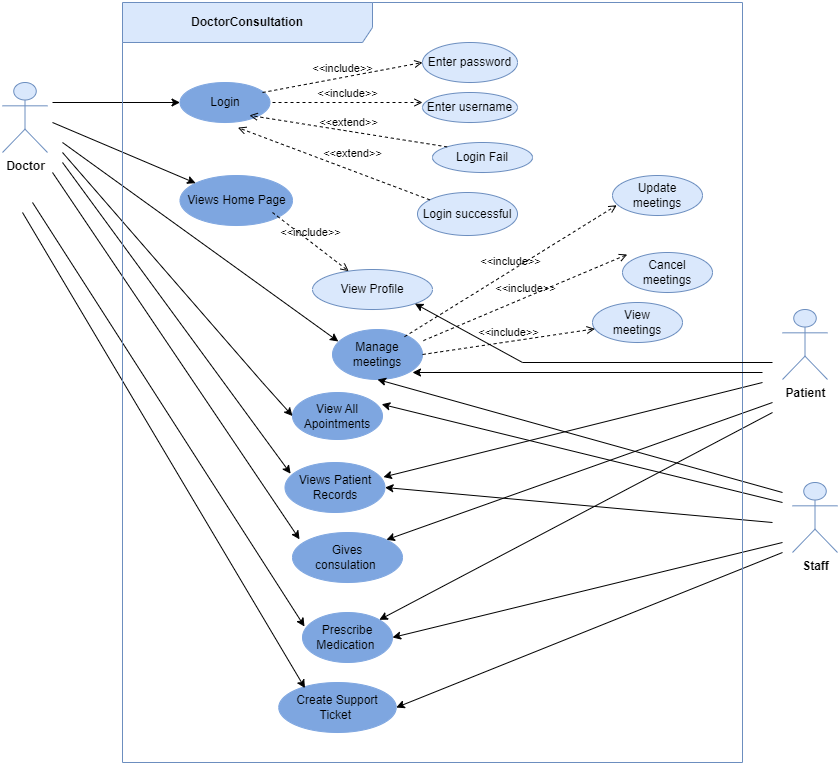 DoctorConsultation
<<include>>
Enter password
Login
<<include>>
Enter username
<<extend>>
Login Fail
<<extend>>
Doctor
Views Home Page
Login successful
Update
meetings
<<include>>
<<include>>
Cancel
meetings
View Profile
<<include>>
View
meetings
<<include>>
Manage
meetings
Patient
View All
Apointments
Views Patient
Records
Gives
consulation
Staff
Prescribe
Medication
Create Support
Ticket